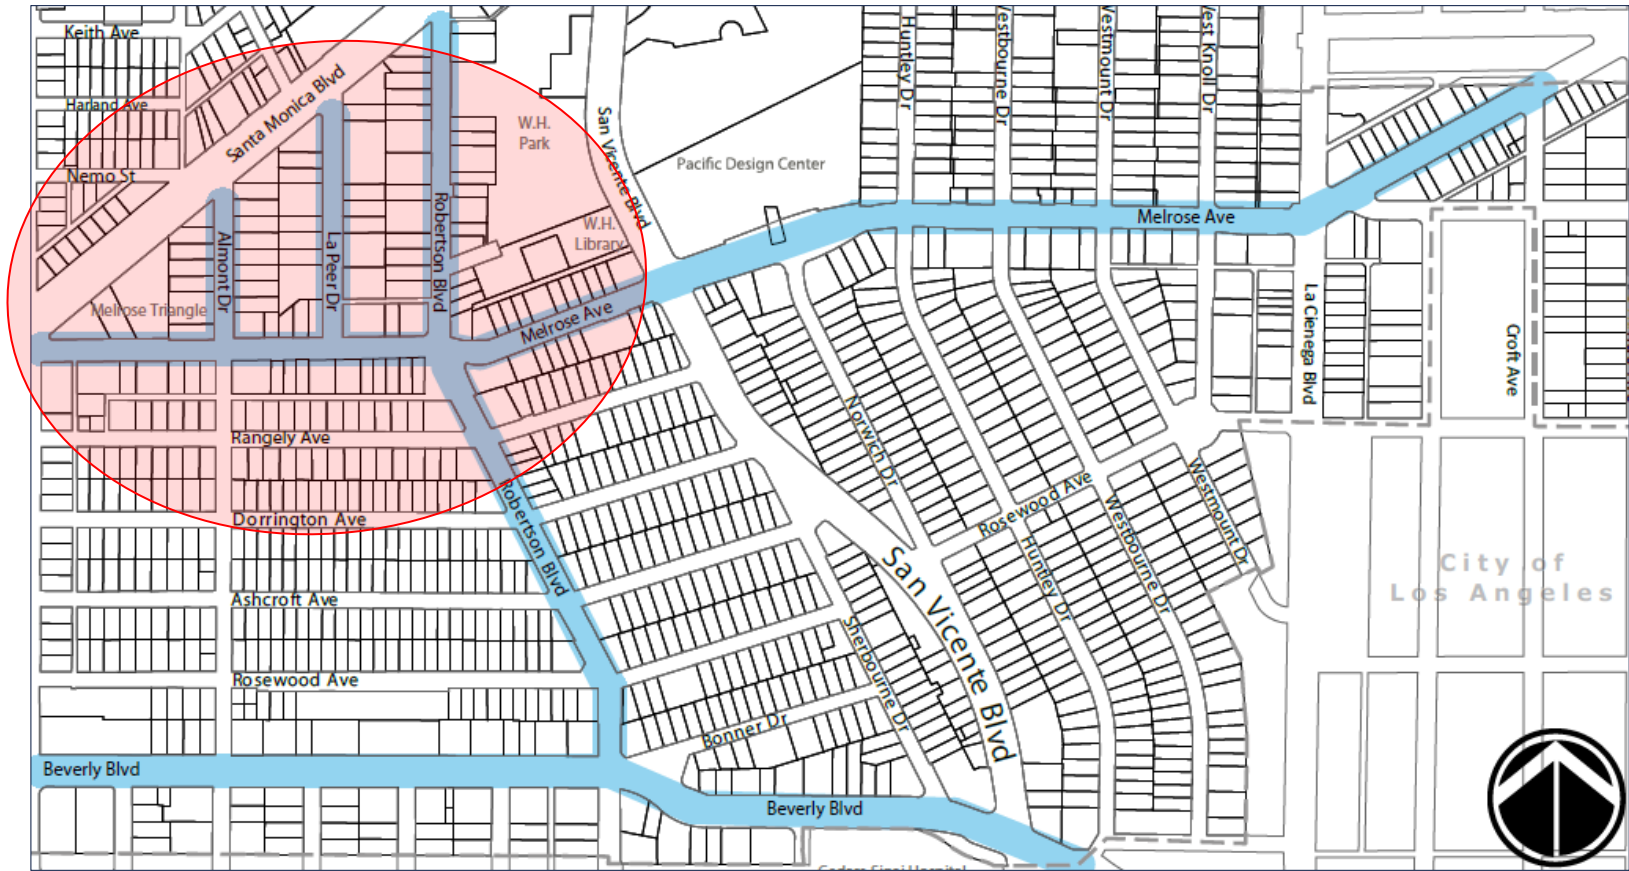 Keith Ave
Harland Ave
Nemo St
Santa Monica Blvd
Almont Dr
La Peer Dr
Robertson Blvd
Melrose Triangle
W.H.
Park
W.H.
Library
San Vicente Blvd
Pacific Design Center
Huntley Dr
Westmount Dr
West Knoll Dr
Melrose Ave
Melrose Ave
La Cienega Blvd
Croft Ave
Norwich Dr
Rosewood Ave
Westmount Dr
Westbourne Dr
Huntley Dr
Rangely Ave
Dorrington Ave
Robertson Blvd
Ashcroft Ave
Rosewood Ave
San Vicente Blvd
Sherbourne Dr
Bonner Dr
City of
Los Angeles
Beverly Blvd
Beverly Blvd